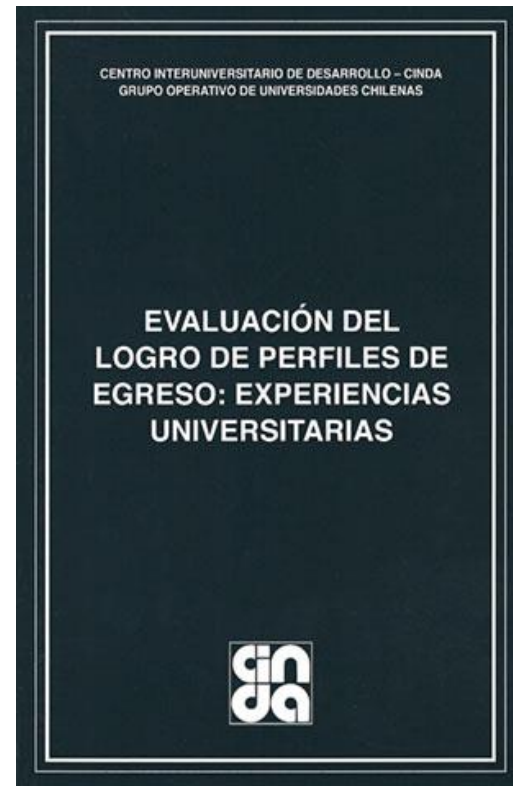 CENTRO INTERUNIVERSITARIO DE DESARROLLO – CINDA
GRUPO OPERATIVO DE UNIVERSIDADES CHILENAS
EVALUACIÓN DEL
LOGRO DE PERFILES DE
EGRESO: EXPERIENCIAS
UNIVERSITARIAS
cin
da